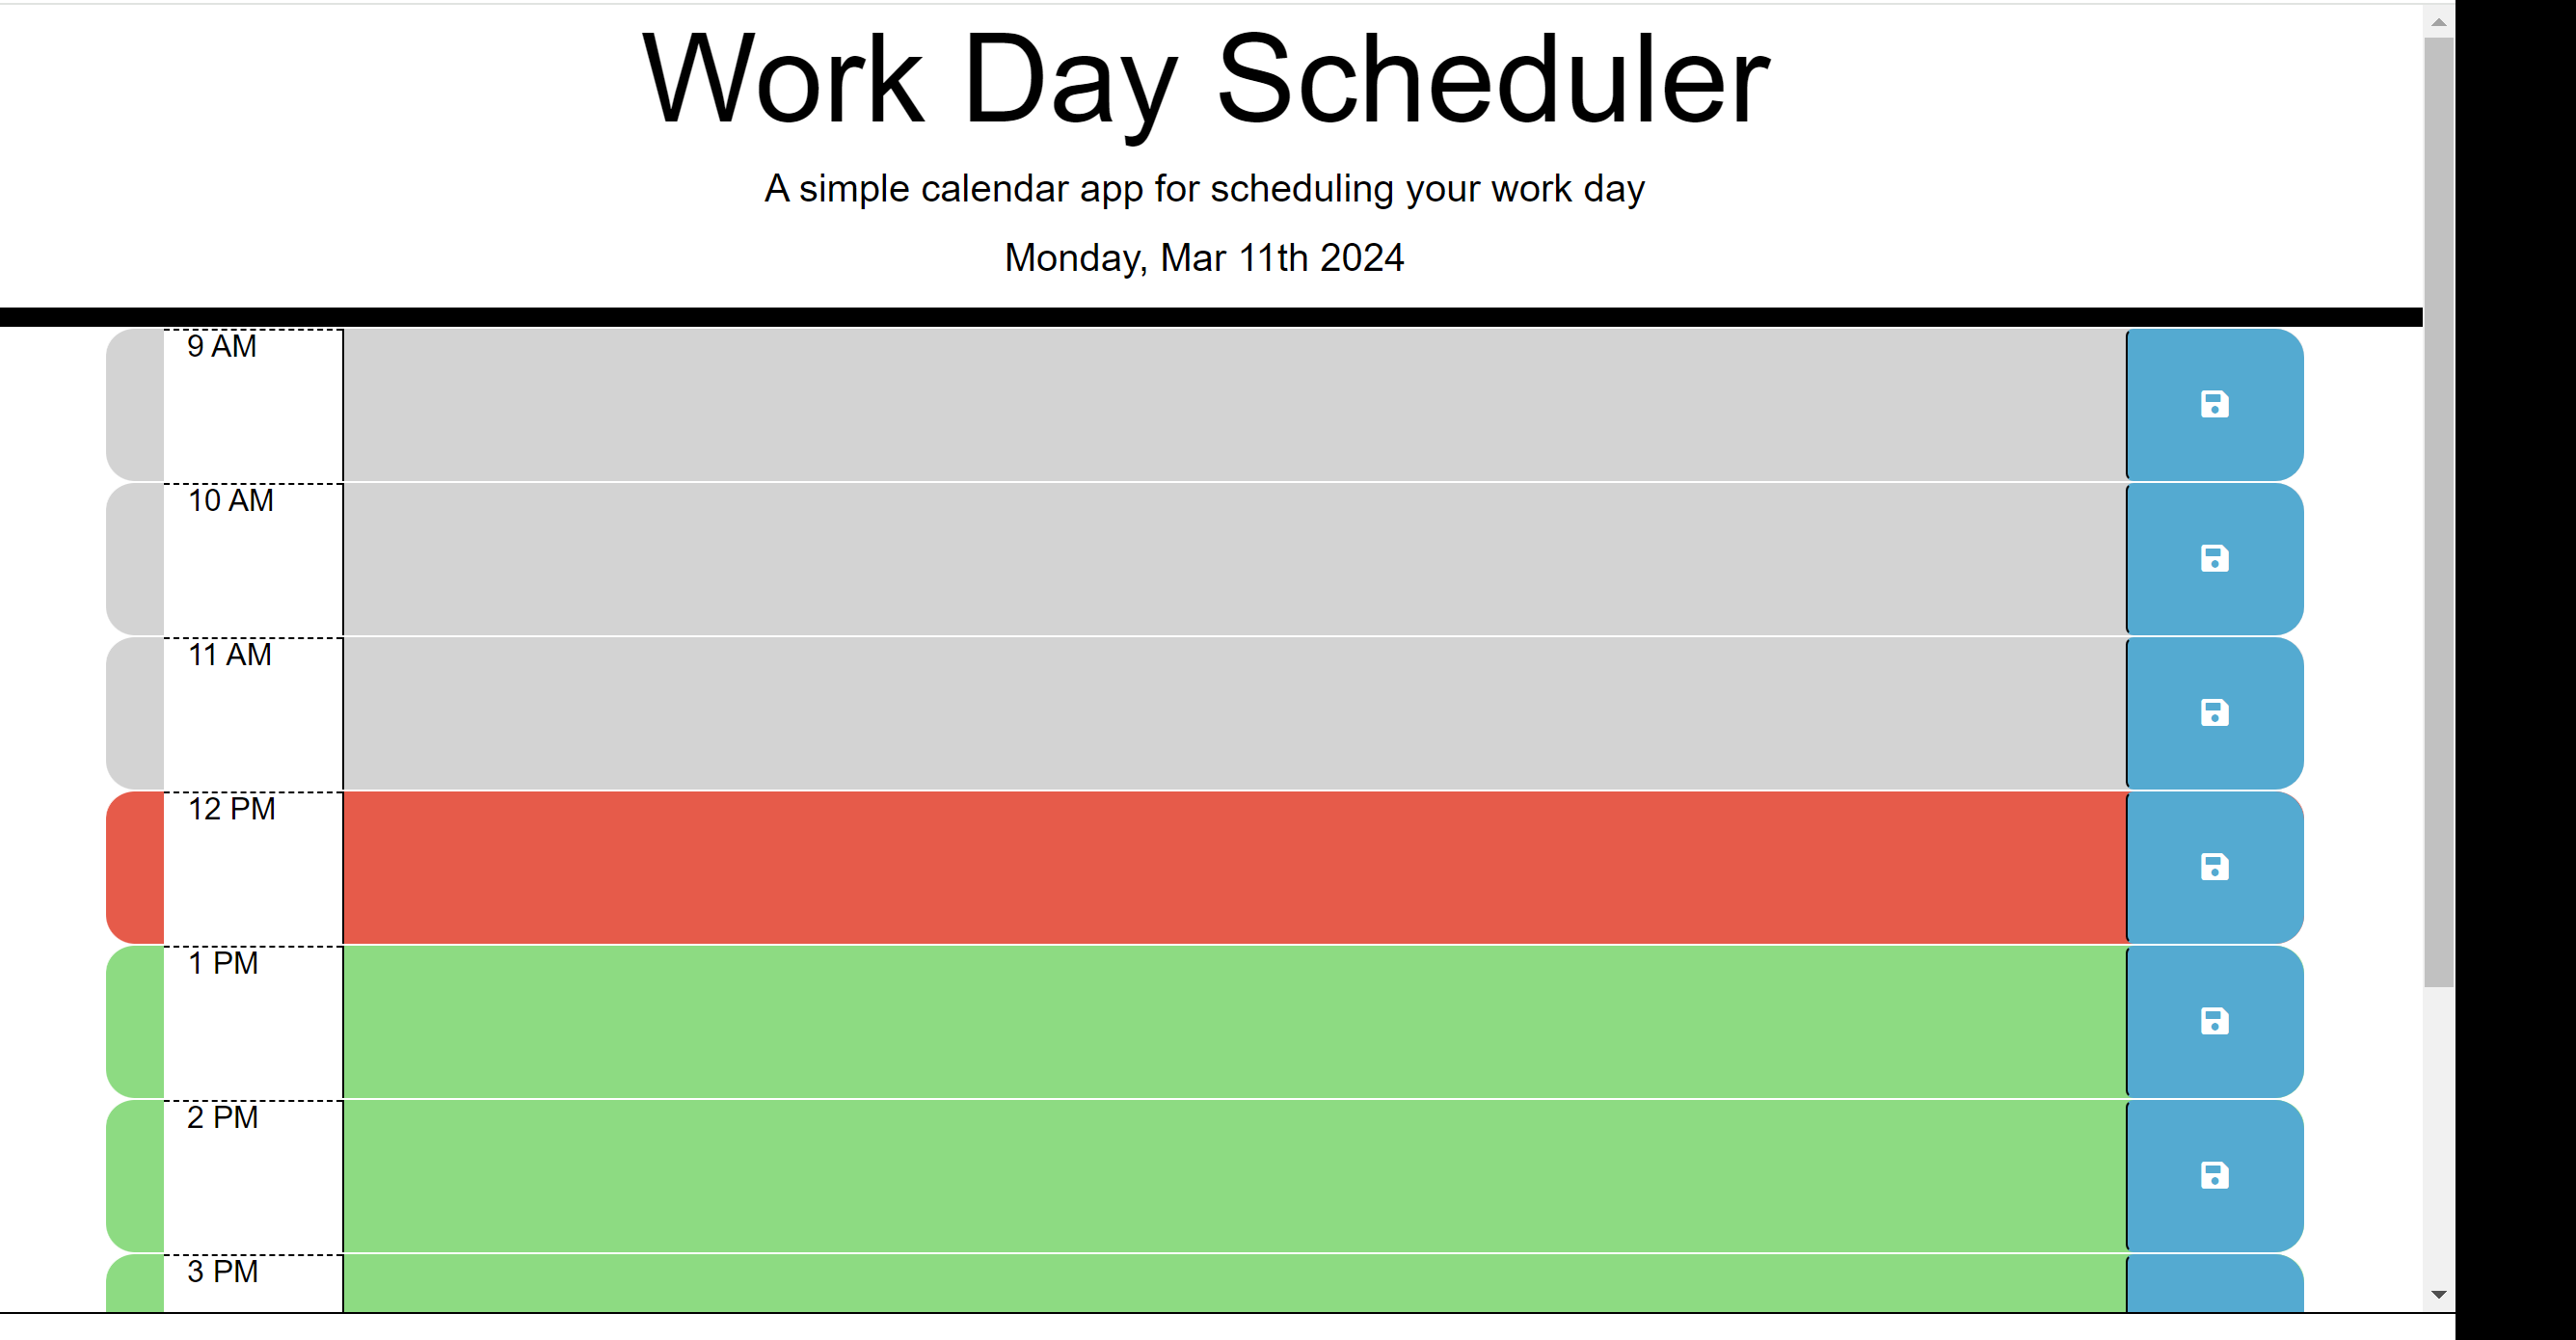 Work Day Scheduler
A simple calendar app for scheduling your work day
Monday, Mar 11th 2024
9 AM
10 AM
11 AM
12 PM
1 PM
2 PM
3 PM